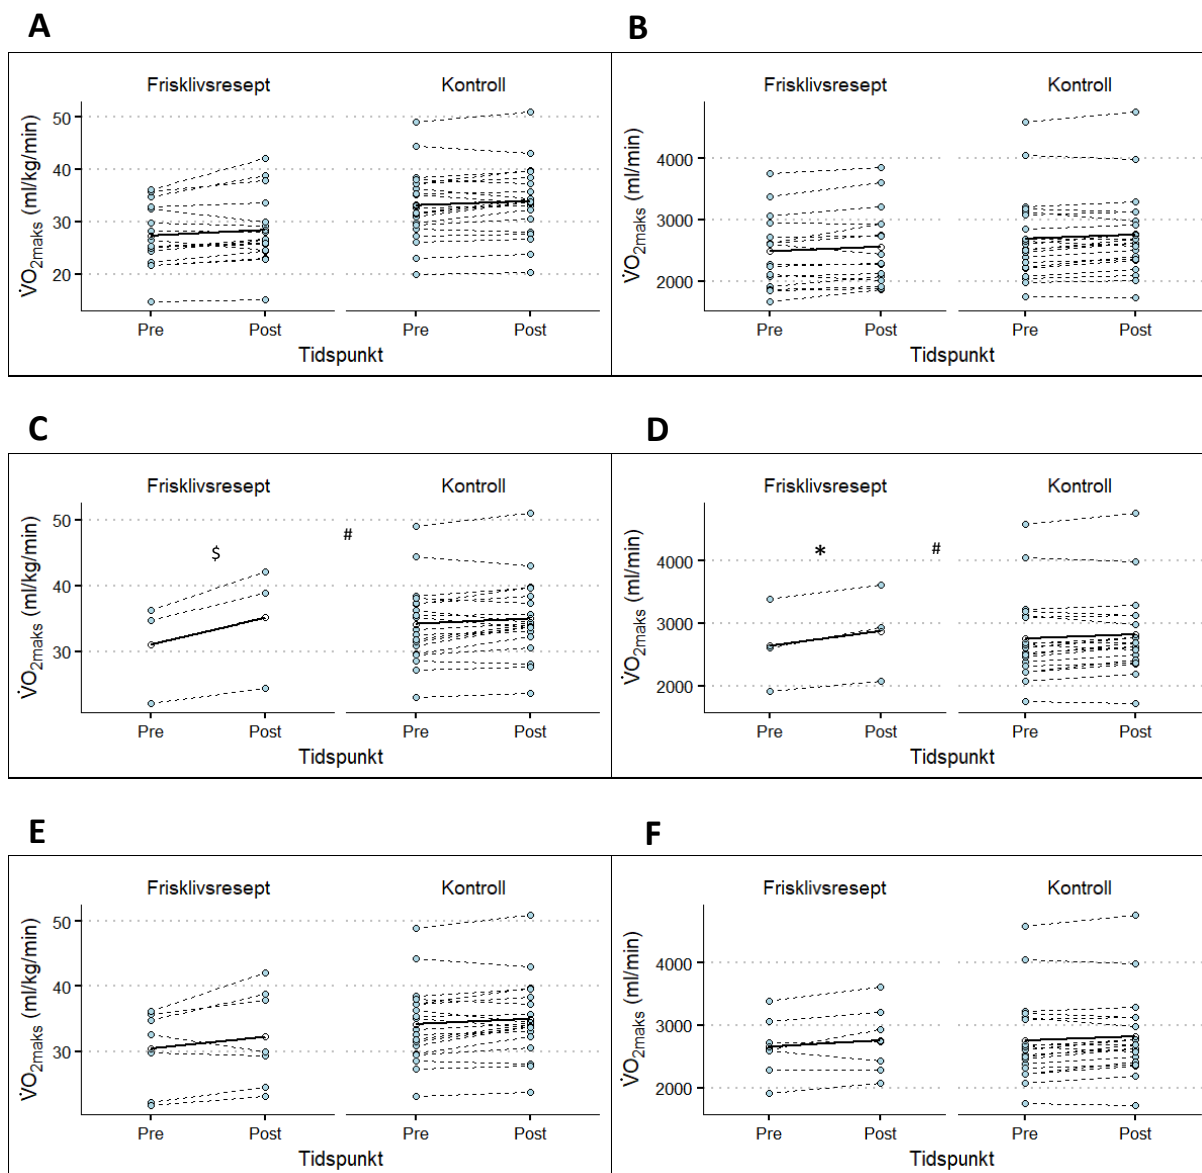 A
Frisklivsresept Kontroll
V̇O2maks (ml/kg/min)
50
40
30
20
Pre Post Pre Post
Tidspunkt
B
Frisklivsresept Kontroll
V̇O2maks (ml/min)
4000
3000
2000
Pre Post Pre Post
Tidspunkt
C
Frisklivsresept Kontroll
V̇O2maks (ml/kg/min)
50
40
30
$ #
Pre Post Pre Post
Tidspunkt
D
Frisklivsresept Kontroll
V̇O2maks (ml/min)
4000
3000
2000
* #
Pre Post Pre Post
Tidspunkt
E
Frisklivsresept Kontroll
V̇O2maks (ml/kg/min)
50
40
30
Pre Post Pre Post
Tidspunkt
F
Frisklivsresept Kontroll
V̇O2maks (ml/min)
4000
3000
2000
Pre Post Pre Post
Tidspunkt